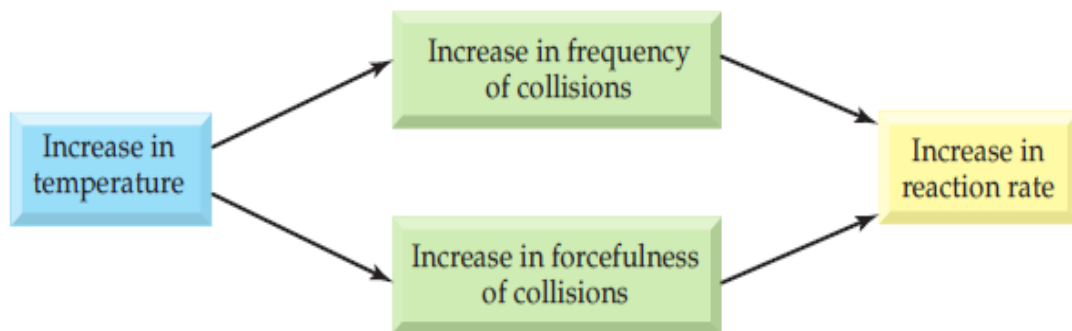 Increase in
temperature
Increase in frequency
of collisions
Increase in forcefulness
of collisions
Increase in
reaction rate